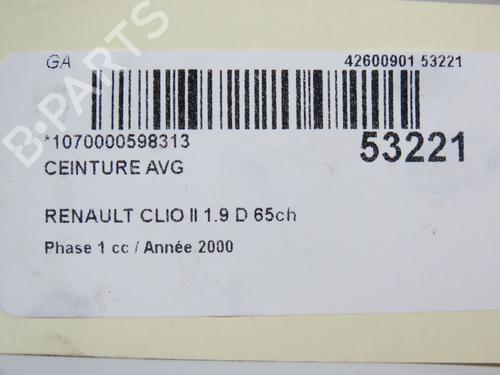 GA 42600901 53221
*1070000598313 53221
CEINTURE AVG
RENAULT CLIO II 1.9 D 65ch
Phase 1 cc / Année 2000
B-PARTS